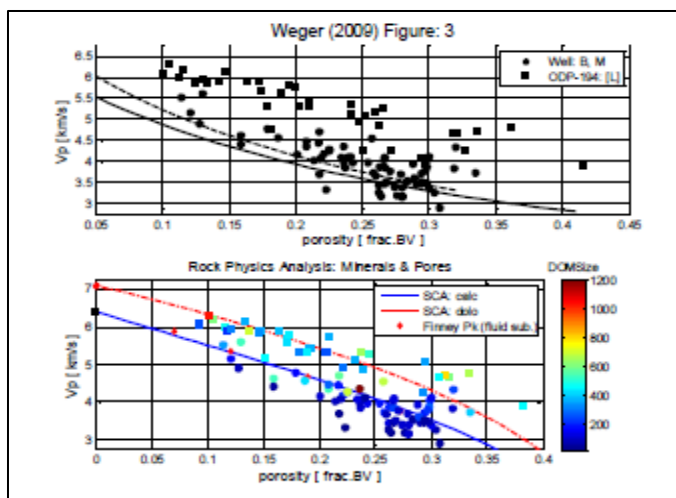 Weger (2009) Figure: 3
Well: B, M
ODP-194: [L]
Vp [km/s]
6.5
6
5.5
5
4.5
4
3.5
3
0.05 0.1 0.15 0.2 0.25 0.3 0.35 0.4 0.45
porosity [ frac.BV ]
Rock Physics Analysis: Minerals & Pores
DOMSize
SCA: calc
SCA: dolo
Finney Pk (fluid sub.)
Vp [km/s]
7
6
5
4
3
0 0.05 0.1 0.15 0.2 0.25 0.3 0.35 0.4
porosity [ frac.BV ]
1200
1000
800
600
400
200